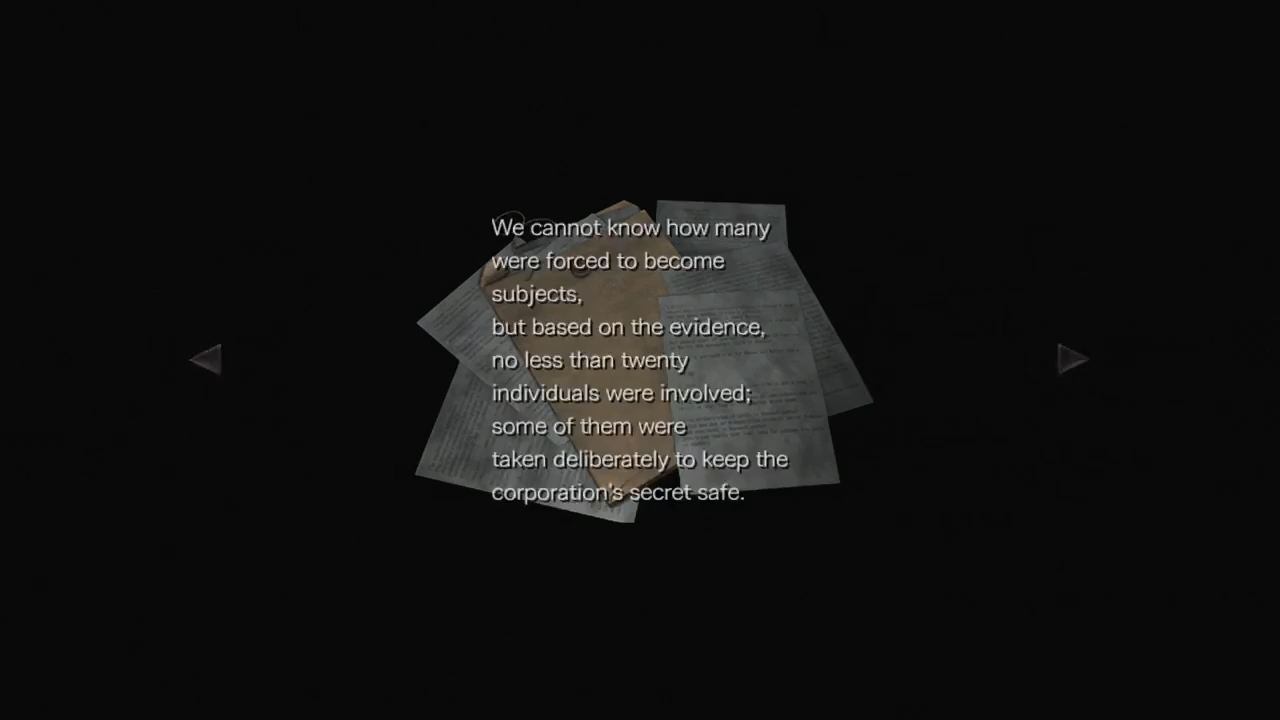 We cannot know how many
were forced to become
subjects,
but based on the evidence,
no less than twenty
individuals were involved;
some of them were
taken deliberately to keep the
corporation's secret safe.